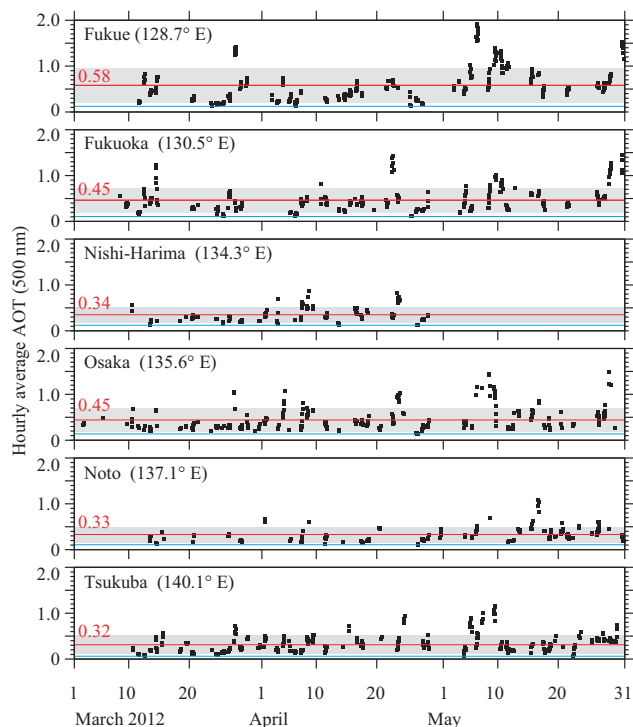 Hourly average AOT (500 nm)
2.0
Fukue (128.7° E)
1.0
0.58
0
2.0
Fukuoka (130.5° E)
1.0
0.45
0
2.0
Nishi-Harima (134.3° E)
1.0
0.34
0
2.0
Osaka (135.6° E)
1.0
0.45
0
2.0
Noto (137.1° E)
1.0
0.33
0
2.0
Tsukuba (140.1° E)
1.0
0.32
0
1 10 20 1 10 20 1 10 20 31
March 2012 April May